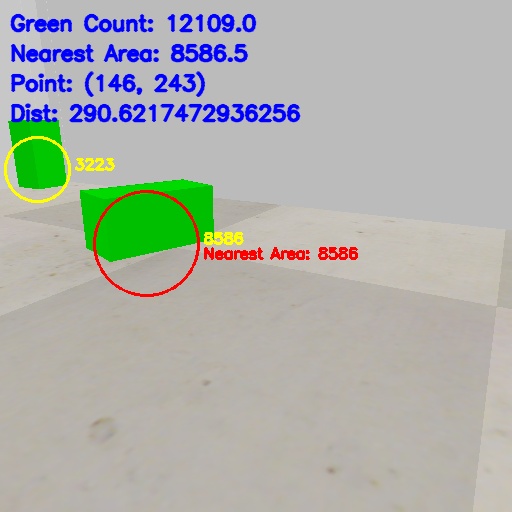 Green Count: 12109.0
Nearest Area: 8586.5
Point: (146, 243)
Dist: 290.6217472936256
3223
8586
Nearest Area: 8586